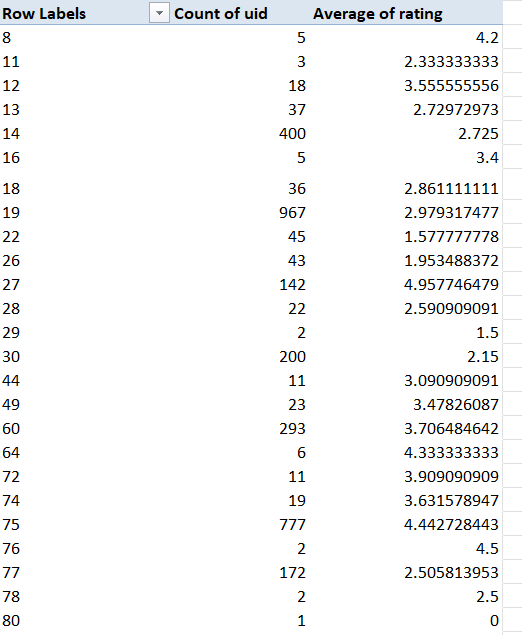 Row Labels Count of uid Average of rating
8 5 4.2
11 3 2.333333333
12 18 3.555555556
13 37 2.72972973
14 400 2.725
16 5 3.4
18 36 2.861111111
19 967 2.979317477
22 45 1.577777778
26 43 1.953488372
27 142 4.957746479
28 22 2.590909091
29 2 1.5
30 200 2.15
44 11 3.090909091
49 23 3.47826087
60 293 3.706484642
64 6 4.333333333
72 11 3.909090909
74 19 3.631578947
75 777 4.442728443
76 2 4.5
77 172 2.505813953
78 2 2.5
80 1 0